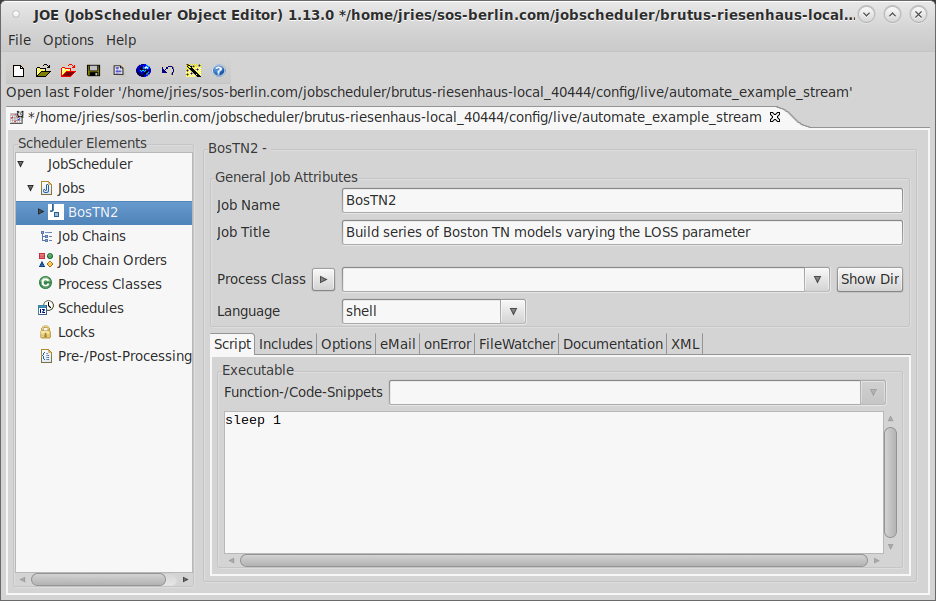 JOE (JobScheduler Object Editor) 1.13.0 */home/jries/sos-berlin.com/jobscheduler/brutus-riesenhaus-local...
File Options Help
Open last Folder '/home/jries/sos-berlin.com/jobscheduler/brutus-riesenhaus-local_40444/config/live/automate_example_stream'
*/home/jries/sos-berlin.com/jobscheduler/brutus-riesenhaus-local_40444/config/live/automate_example_stream
Scheduler Elements
JobScheduler
Jobs
BosTN2
Job Chains
Job Chain Orders
Process Classes
Schedules
Locks
Pre-/Post-Processing
BosTN2 -
General Job Attributes
Job Name BosTN2
Job Title Build series of Boston TN models varying the LOSS parameter
Process Class Show Dir
Language shell
Script Includes Options eMail onError FileWatcher Documentation XML
Executable
Function-/Code-Snippets
sleep 1